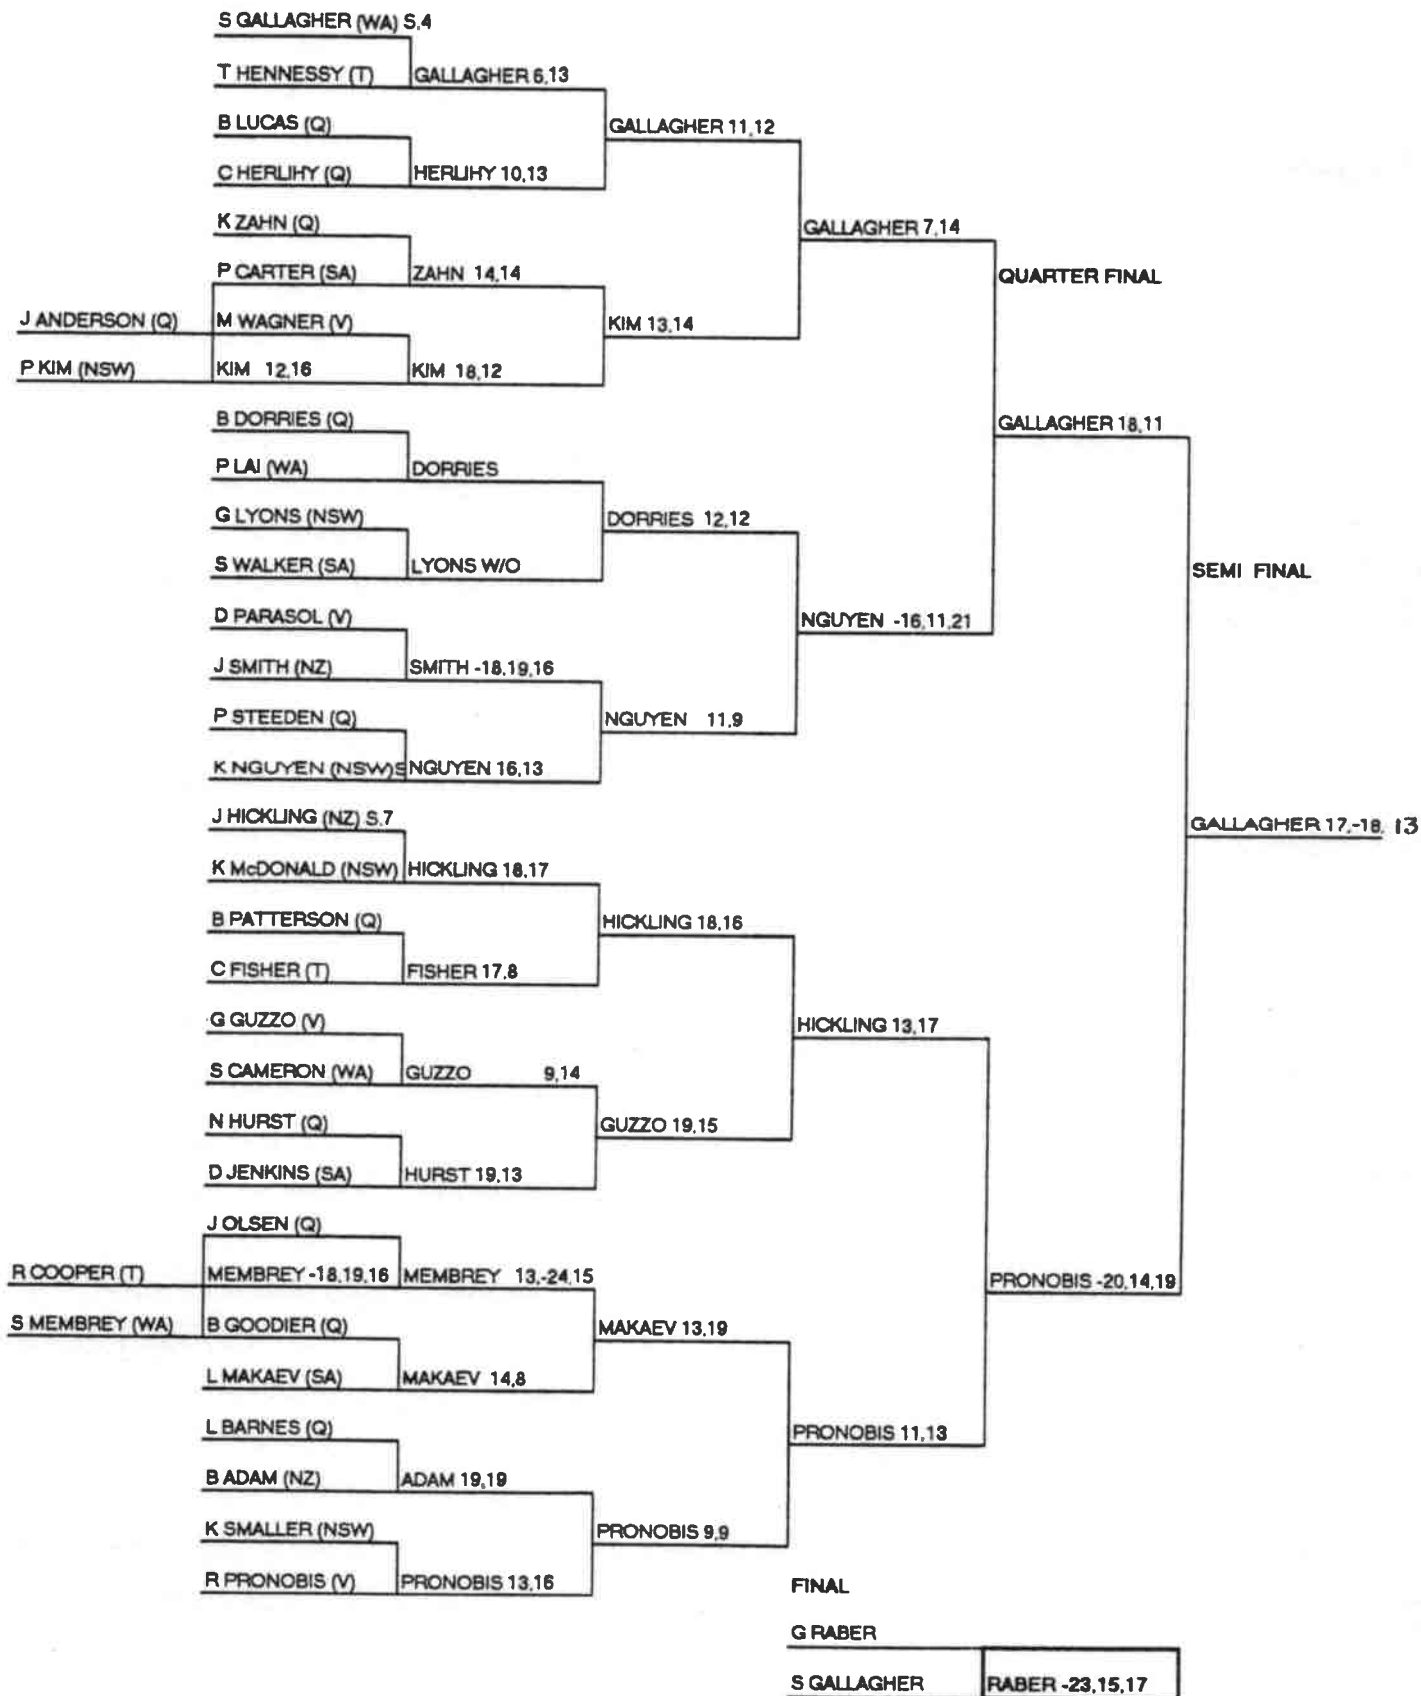 S GALLAGHER (WA) S.4
T HENNESSY (T) GALLAGHER 6,13
B LUCAS (Q) GALLAGHER 11,12
C HERLIHY (Q) HERLIHY 10,13
K ZAHN (Q) GALLAGHER 7,14
P CARTER (SA) ZAHN 14,14 QUARTER FINAL
J ANDERSON (Q) M WAGNER (V) KIM 13,14
P KIM (NSW) KIM 12,16 KIM 18,12
B DORRIES (Q) GALLAGHER 18,11
P LAI (WA) DORRIES
G LYONS (NSW) DORRIES 12,12
S WALKER (SA) LYONS W/O SEMI FINAL
D PARASOL (V) NGUYEN -16,11,21
J SMITH (NZ) SMITH -18,19,16
P STEEDEN (Q) NGUYEN 11,9
K NGUYEN (NSW)S NGUYEN 16,13
J HICKLING (NZ) S.7 GALLAGHER 17,-18, 13
K McDONALD (NSW) HICKLING 18,17
B PATTERSON (Q) HICKLING 18,16
C FISHER (T) FISHER 17,8
G GUZZO (V) HICKLING 13,17
S CAMERON (WA) GUZZO 9,14
N HURST (Q) GUZZO 19,15
D JENKINS (SA) HURST 19,13
J OLSEN (Q)
R COOPER (T) MEMBREY -18,19,16 MEMBREY 13,-24,15 PRONOBIS -20,14,19
S MEMBREY (WA) B GOODIER (Q) MAKAEV 13,19
L MAKAEV (SA) MAKAEV 14,8
L BARNES (Q) PRONOBIS 11,13
B ADAM (NZ) ADAM 19,19
K SMALLER (NSW) PRONOBIS 9,9
R PRONOBIS (V) PRONOBIS 13,16 FINAL
G RABER
S GALLAGHER RABER -23,15,17